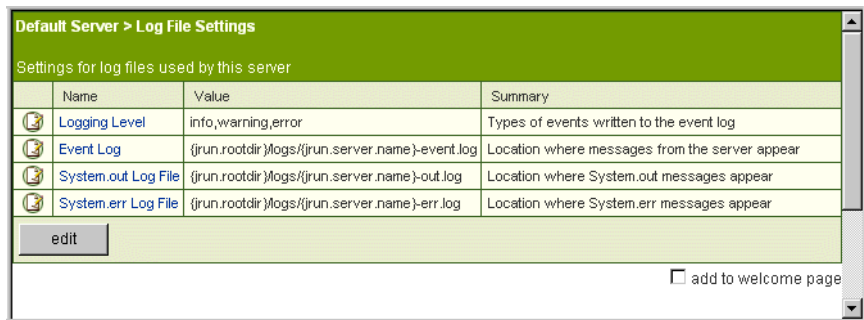 Default Server > Log File Settings
Settings for log files used by this server
Name Value Summary
Logging Level info,warning,error Types of events written to the event log
Event Log {jrun.rootdir}/logs/{jrun.server.name}-event.log Location where messages from the server appear
System.out Log File {jrun.rootdir}/logs/{jrun.server.name}-out.log Location where System.out messages appear
System.err Log File {jrun.rootdir}/logs/{jrun.server.name}-err.log Location where System.err messages appear
edit
add to welcome page